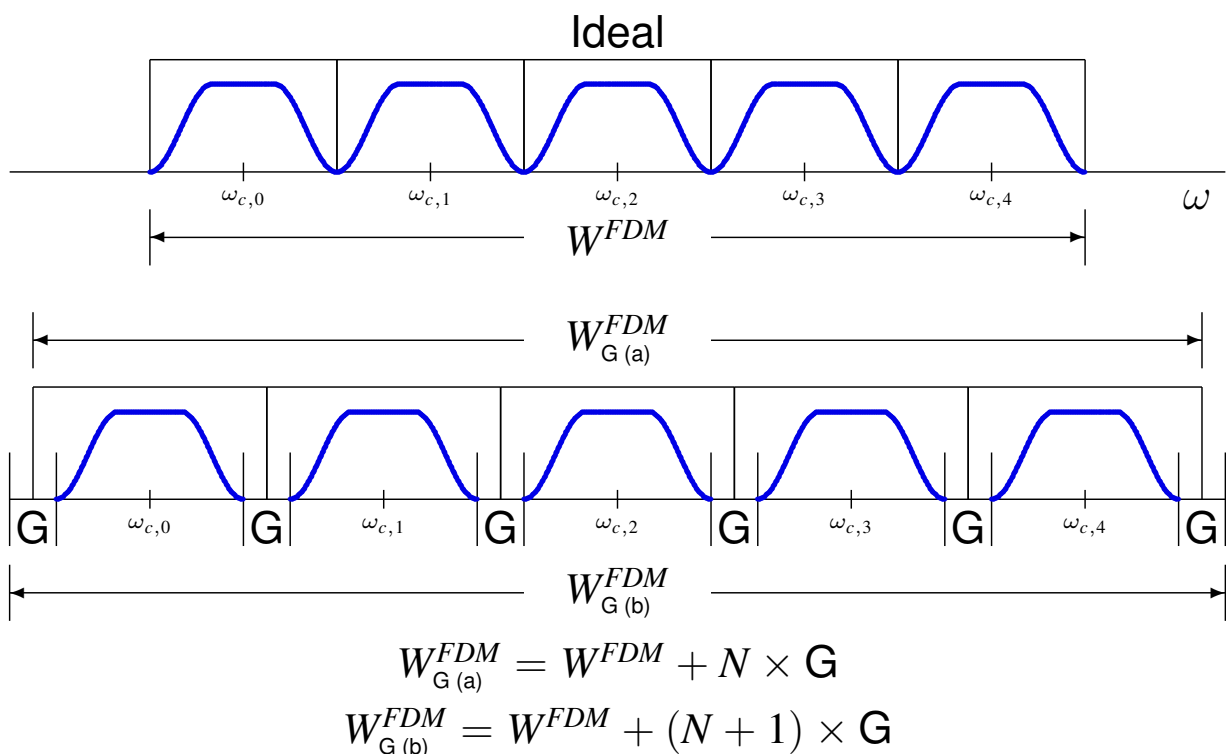 Ideal
ω_{c,0} ω_{c,1} ω_{c,2} ω_{c,3} ω_{c,4} ω
W^{FDM}
W^{FDM}_{G (a)}
G ω_{c,0} G ω_{c,1} G ω_{c,2} G ω_{c,3} G ω_{c,4} G
W^{FDM}_{G (b)}
W^{FDM}_{G (a)} = W^{FDM} + N × G
W^{FDM}_{G (b)} = W^{FDM} + (N + 1) × G